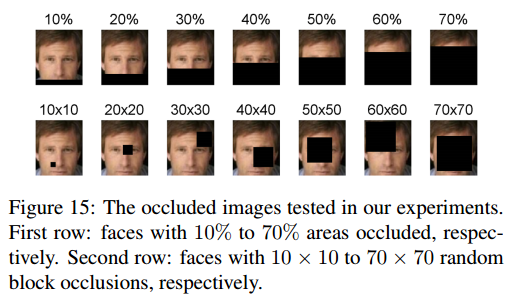 10% 20% 30% 40% 50% 60% 70%
10x10 20x20 30x30 40x40 50x50 60x60 70x70
Figure 15: The occluded images tested in our experiments.
First row: faces with 10% to 70% areas occluded, respec-
tively. Second row: faces with 10 × 10 to 70 × 70 random
block occlusions, respectively.